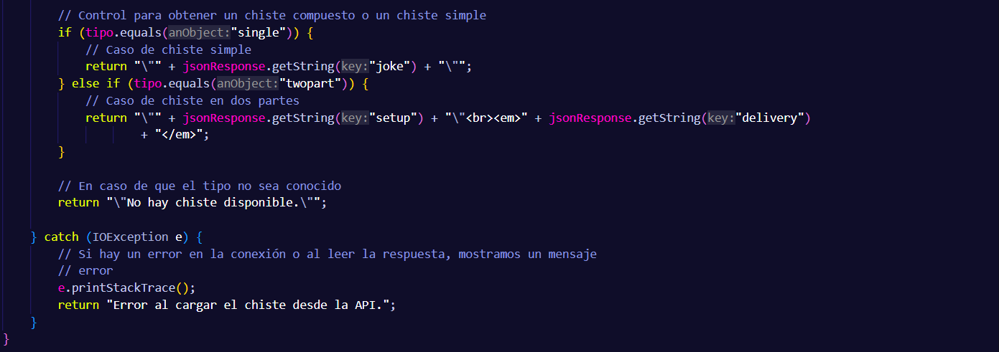 // Control para obtener un chiste compuesto o un chiste simple
if (tipo.equals(anObject:"single")) {
// Caso de chiste simple
return "\"" + jsonResponse.getString(key:"joke") + "\"";
} else if (tipo.equals(anObject:"twopart")) {
// Caso de chiste en dos partes
return "\"" + jsonResponse.getString(key:"setup") + "\"<br><em>" + jsonResponse.getString(key:"delivery")
+ "</em>";
}
// En caso de que el tipo no sea conocido
return "\"No hay chiste disponible.\"";
} catch (IOException e) {
// Si hay un error en la conexión o al leer la respuesta, mostramos un mensaje
// error
e.printStackTrace();
return "Error al cargar el chiste desde la API.";
}
}